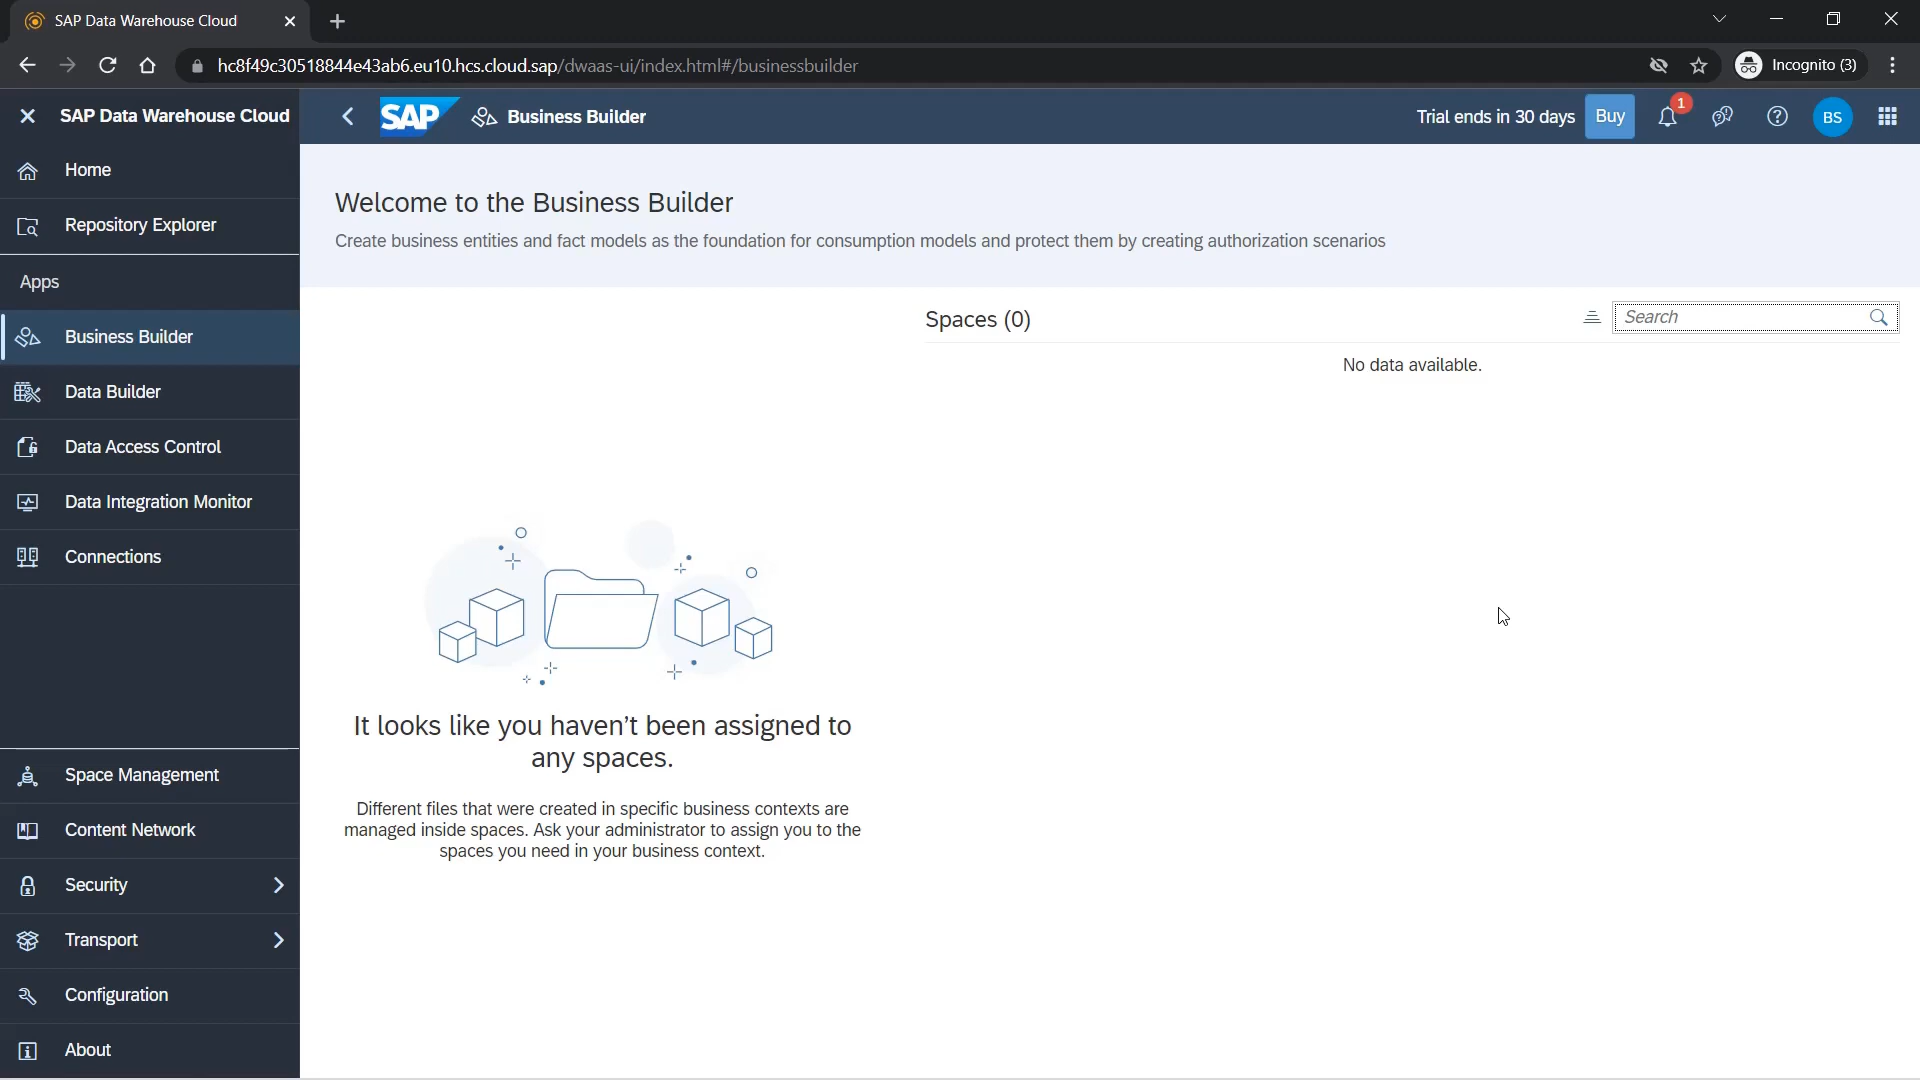 SAP Data Warehouse Cloud
hc8f49c30518844e43ab6.eu10.hcs.cloud.sap/dwaas-ui/index.html#/businessbuilder
Incognito (3)
SAP Data Warehouse Cloud
SAP
Business Builder
Trial ends in 30 days
Buy
1
BS
Home
Repository Explorer
Apps
Business Builder
Data Builder
Data Access Control
Data Integration Monitor
Connections
Space Management
Content Network
Security
Transport
Configuration
About
Welcome to the Business Builder
Create business entities and fact models as the foundation for consumption models and protect them by creating authorization scenarios
Spaces (0)
Search
No data available.
It looks like you haven't been assigned to
any spaces.
Different files that were created in specific business contexts are
managed inside spaces. Ask your administrator to assign you to the
spaces you need in your business context.